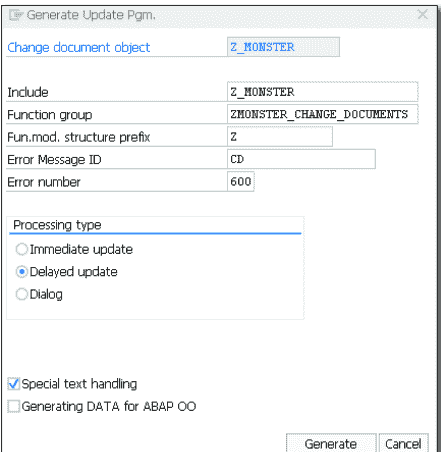 Generate Update Pgm.
Change document object Z_MONSTER
Include Z_MONSTER
Function group ZMONSTER_CHANGE_DOCUMENTS
Fun.mod. structure prefix Z
Error Message ID CD
Error number 600
Processing type
Immediate update
Delayed update
Dialog
Special text handling
Generating DATA for ABAP OO
Generate Cancel